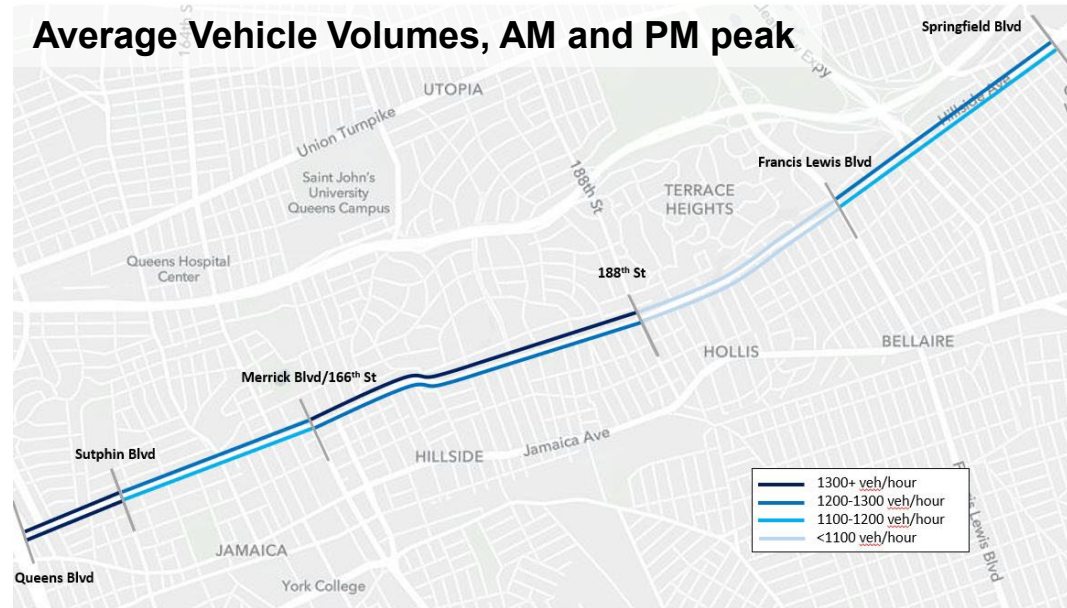 Average Vehicle Volumes, AM and PM peak
164th S
Springfield Blvd
Expy
UTOPIA
Hillside Ave
Union Turnpike
Francis Lewis Blvd
188th St
Saint John's
University
Queens Campus
TERRACE
HEIGHTS
Queens Hospital
Center
188th St
BELLAIRE
HOLLIS
Merrick Blvd/166th St
Jamaica Ave
HILLSIDE
Sutphin Blvd
1300+ veh/hour
1200-1300 veh/hour
1100-1200 veh/hour
<1100 veh/hour
Lewis Blvd
JAMAICA
Queens Blvd
York College